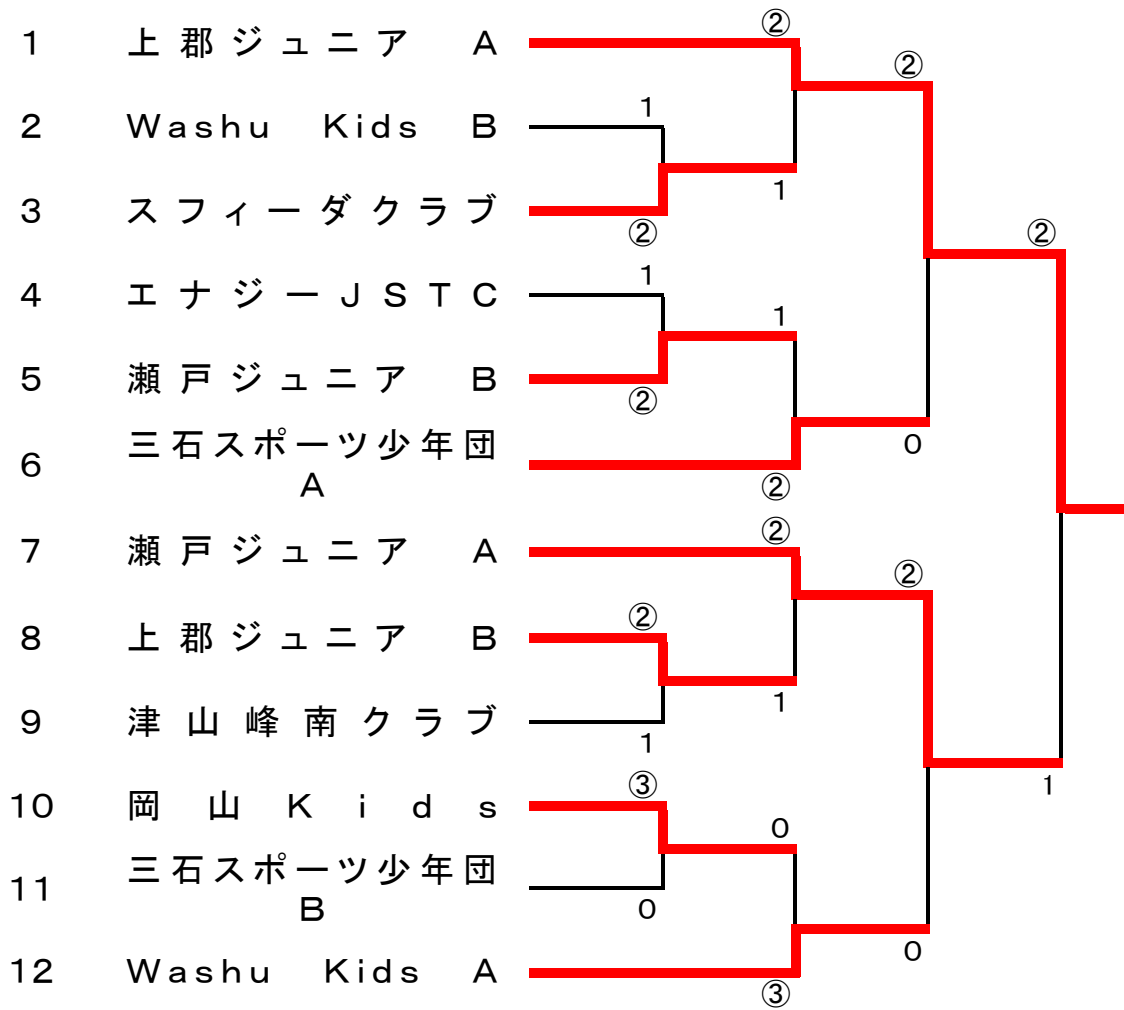 ②
1 上郡ジュニア A
②
1
2 Washu Kids B
1
3 スフィーダクラブ
②
②
1
4 エナジーJSTC
1
5 瀬戸ジュニア B
②
三石スポーツ少年団
6
0
A
②
②
7 瀬戸ジュニア A
②
②
8 上郡ジュニア B
1
9 津山峰南クラブ
1
③
1
10 岡山Kids
0
三石スポーツ少年団
11
B
0
0
12 Washu Kids A
③